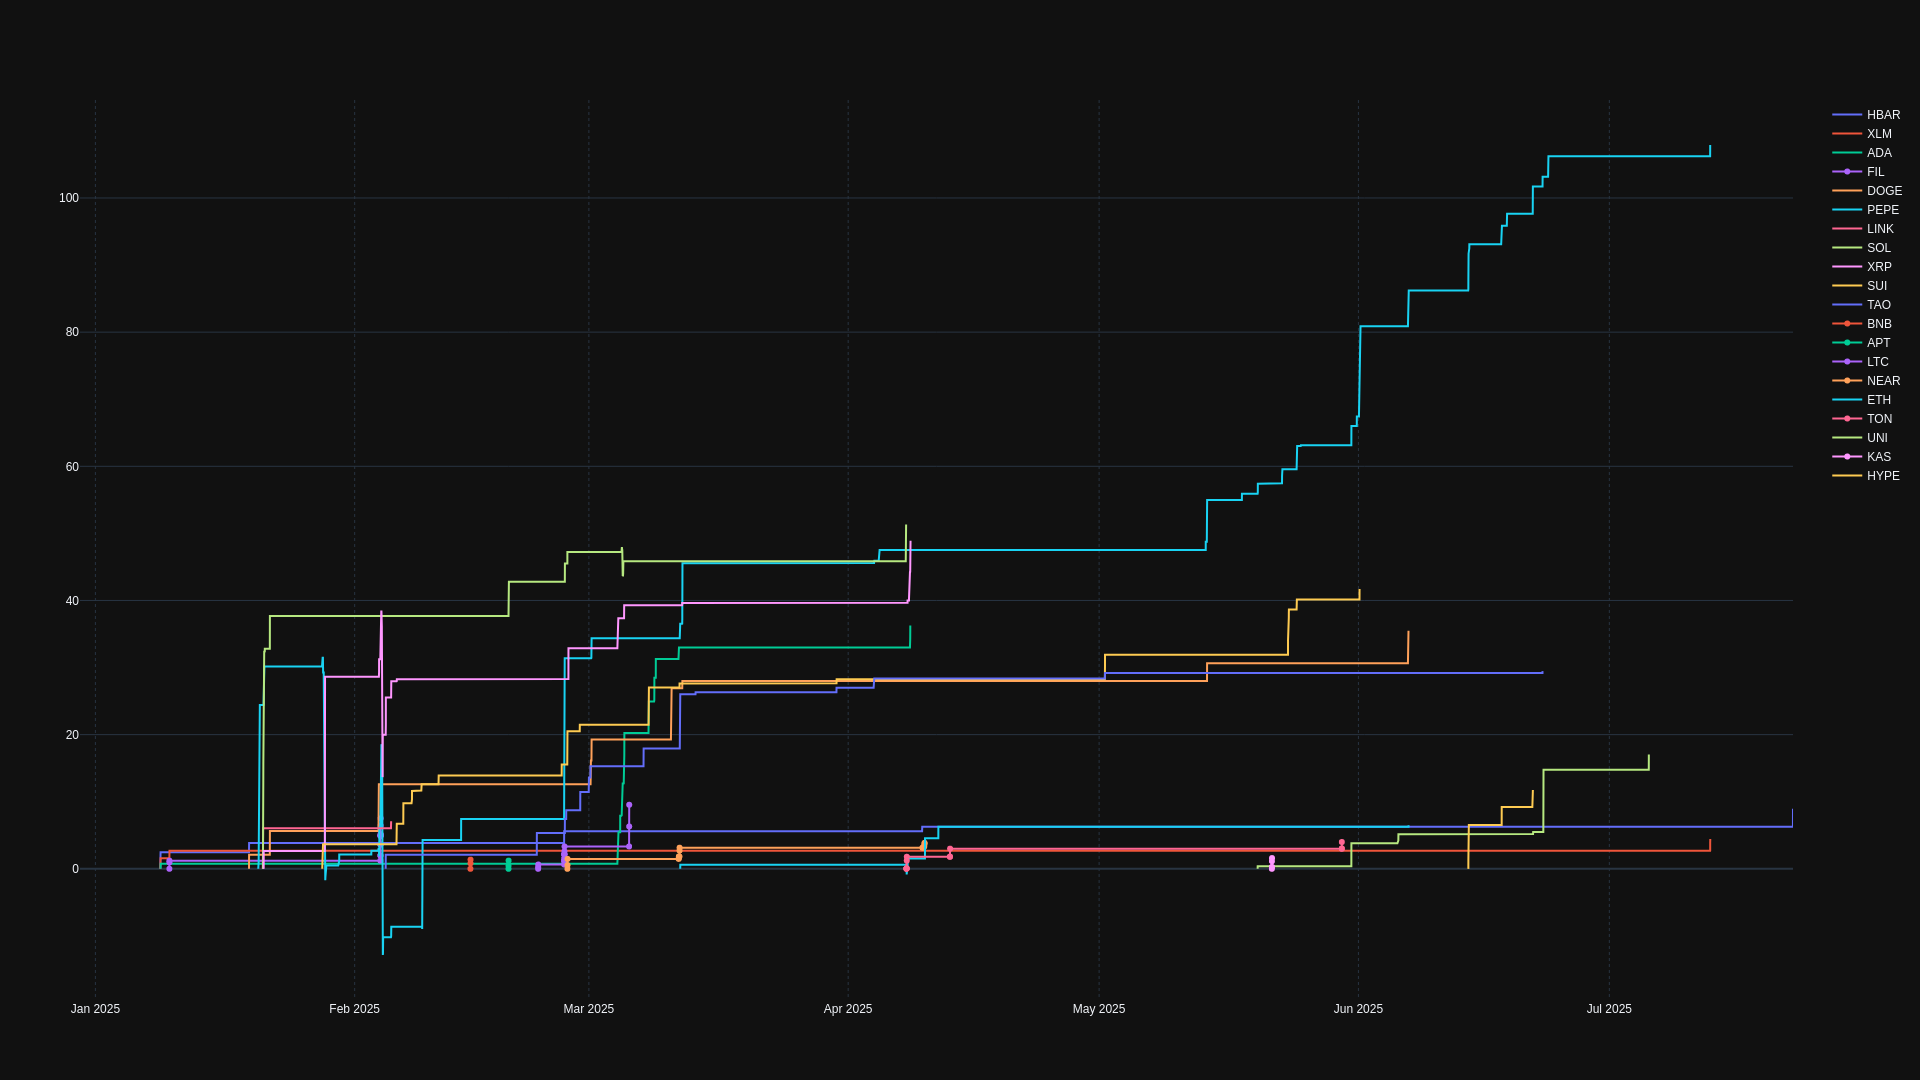 100
80
60
40
20
0
Jan 2025
Feb 2025
Mar 2025
Apr 2025
May 2025
Jun 2025
Jul 2025
HBAR
XLM
ADA
FIL
DOGE
PEPE
LINK
SOL
XRP
SUI
TAO
BNB
APT
LTC
NEAR
ETH
TON
UNI
KAS
HYPE